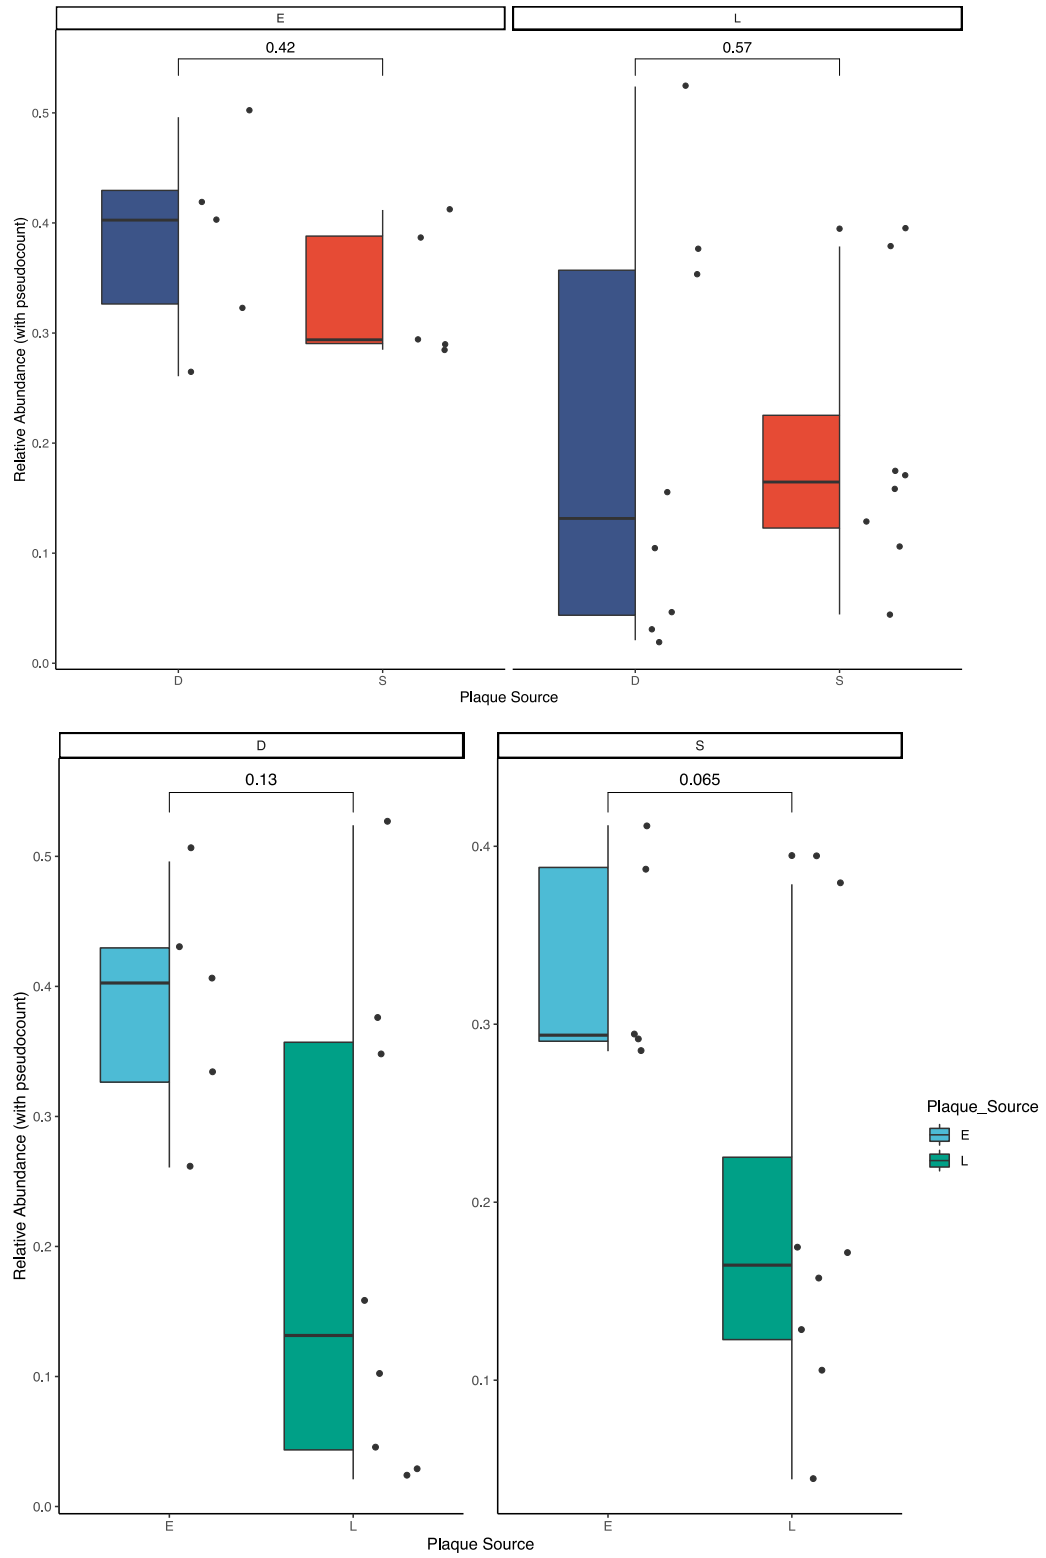 E L
0.42 0.57
0.5
0.4
0.3
0.2
0.1
0.0
Relative Abundance (with pseudocount)
D S D S
Plaque Source
D S
0.13 0.065
0.5
0.4
0.3
0.2
0.1
0.0
Relative Abundance (with pseudocount)
0.4
0.3
0.2
0.1
E L E L
Plaque Source
Plaque_Source
E
L